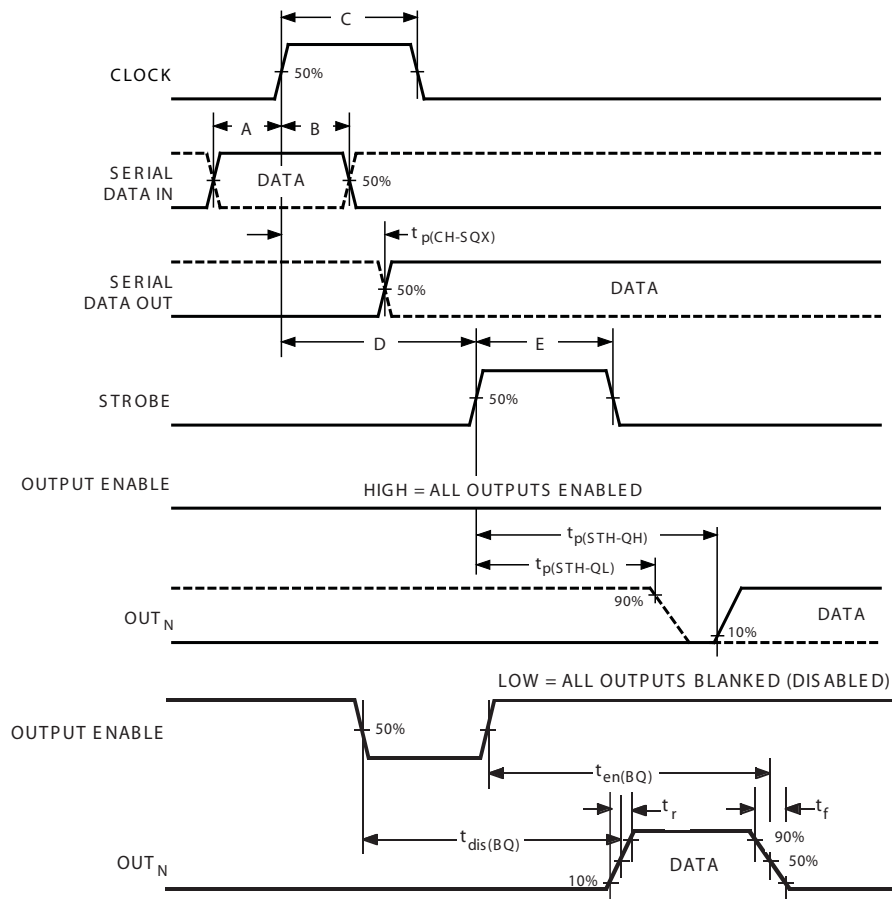 C
CLOCK
50%
A
B
SERIAL
DATA IN
DATA
50%
t p(CH-SQX)
SERIAL
DATA OUT
50%
DATA
D
E
STROBE
50%
OUTPUT ENABLE
HIGH = ALL OUTPUTS ENABLED
t p(STH-QH)
t p(STH-QL)
90%
OUT N
DATA
10%
LOW = ALL OUTPUTS BLANKED (DISABLED)
OUTPUT ENABLE
50%
t en(BQ)
t r
t f
t dis(BQ)
90%
OUT N
DATA
50%
10%